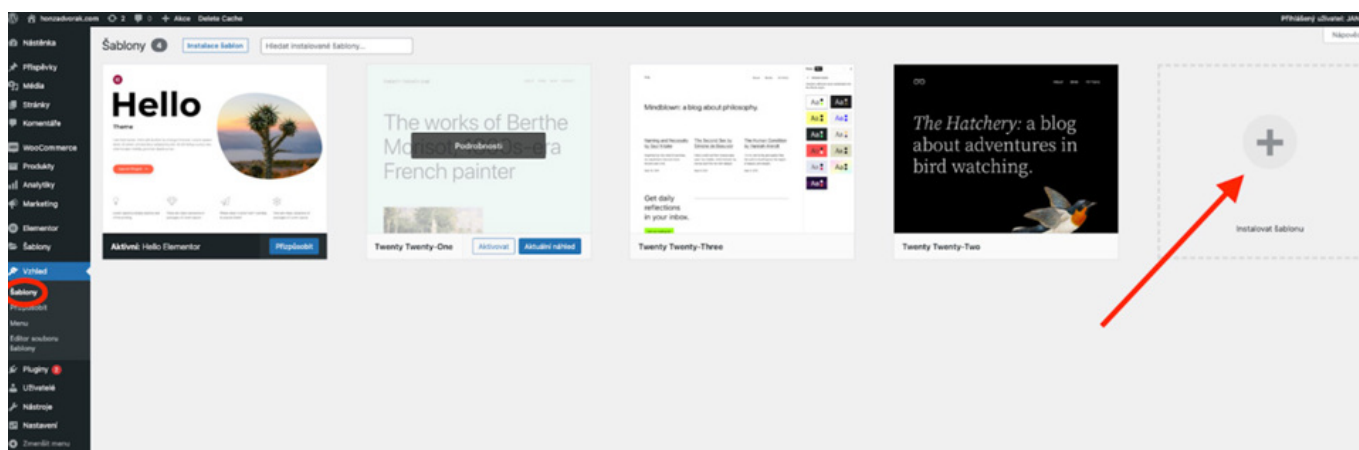 honzadvorak.com 2 0 + Akce Delete Cache
Přihlášený uživatel: JAN
Nástěnka
Příspěvky
Média
Stránky
Komentáře
WooCommerce
Produkty
Analytiky
Marketing
Elementor
Šablony
Vzhled
Šablony
Přizpůsobit
Menu
Editor souboru
šablony
Pluginy 2
Uživatelé
Nástroje
Nastavení
Zmenšit menu
Šablony 4 Instalace šablon Hledat instalované šablony...
Nápověd
Hello
Theme
Aktivní: Hello Elementor Přizpůsobit
The works of Berthe
Morisot, 1800s-era
French painter
Podrobnosti
Twenty Twenty-One Aktivovat Aktuální náhled
Mindblown: a blog about philosophy.
Get daily
reflections
in your inbox.
Twenty Twenty-Three
The Hatchery: a blog
about adventures in
bird watching.
Twenty Twenty-Two
Instalovat šablonu